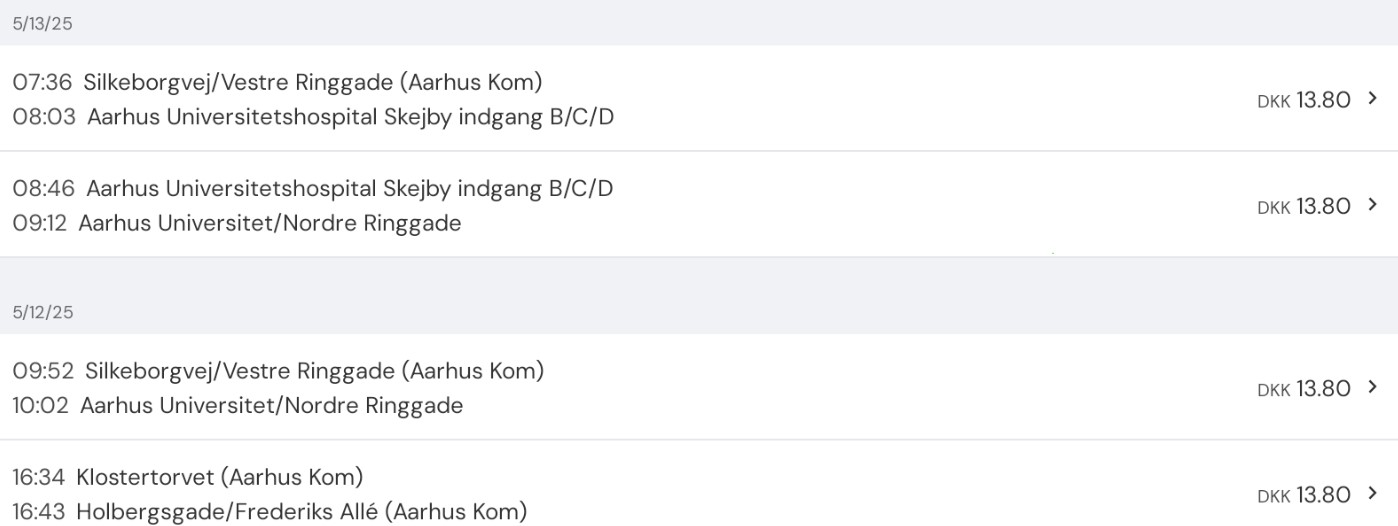 5/13/25
07:36 Silkeborgvej/Vestre Ringgade (Aarhus Kom)
08:03 Aarhus Universitetshospital Skejby indgang B/C/D
DKK 13.80
08:46 Aarhus Universitetshospital Skejby indgang B/C/D
09:12 Aarhus Universitet/Nordre Ringgade
DKK 13.80
5/12/25
09:52 Silkeborgvej/Vestre Ringgade (Aarhus Kom)
10:02 Aarhus Universitet/Nordre Ringgade
DKK 13.80
16:34 Klostertorvet (Aarhus Kom)
16:43 Holbergsgade/Frederiks Allé (Aarhus Kom)
DKK 13.80